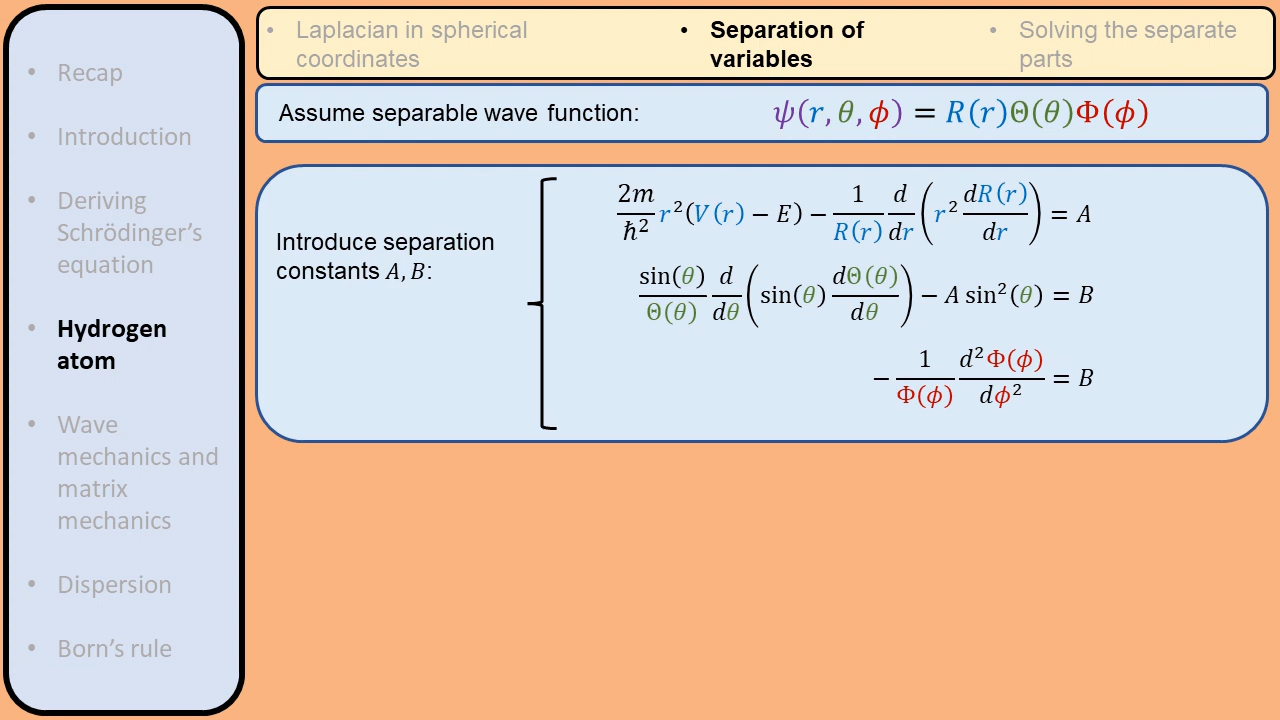 • Recap
• Introduction
• Deriving
Schrödinger’s
equation
• Hydrogen
atom
• Wave
mechanics and
matrix
mechanics
• Dispersion
• Born’s rule
• Laplacian in spherical
coordinates
• Separation of
variables
• Solving the separate
parts
Assume separable wave function: ψ(r, θ, ϕ) = R(r)Θ(θ)Φ(ϕ)
Introduce separation
constants A, B:
2m/ħ² r²(V(r) − E) − 1/R(r) d/dr (r² dR(r)/dr) = A
sin(θ)/Θ(θ) d/dθ (sin(θ) dΘ(θ)/dθ) − A sin²(θ) = B
− 1/Φ(ϕ) d²Φ(ϕ)/dϕ² = B